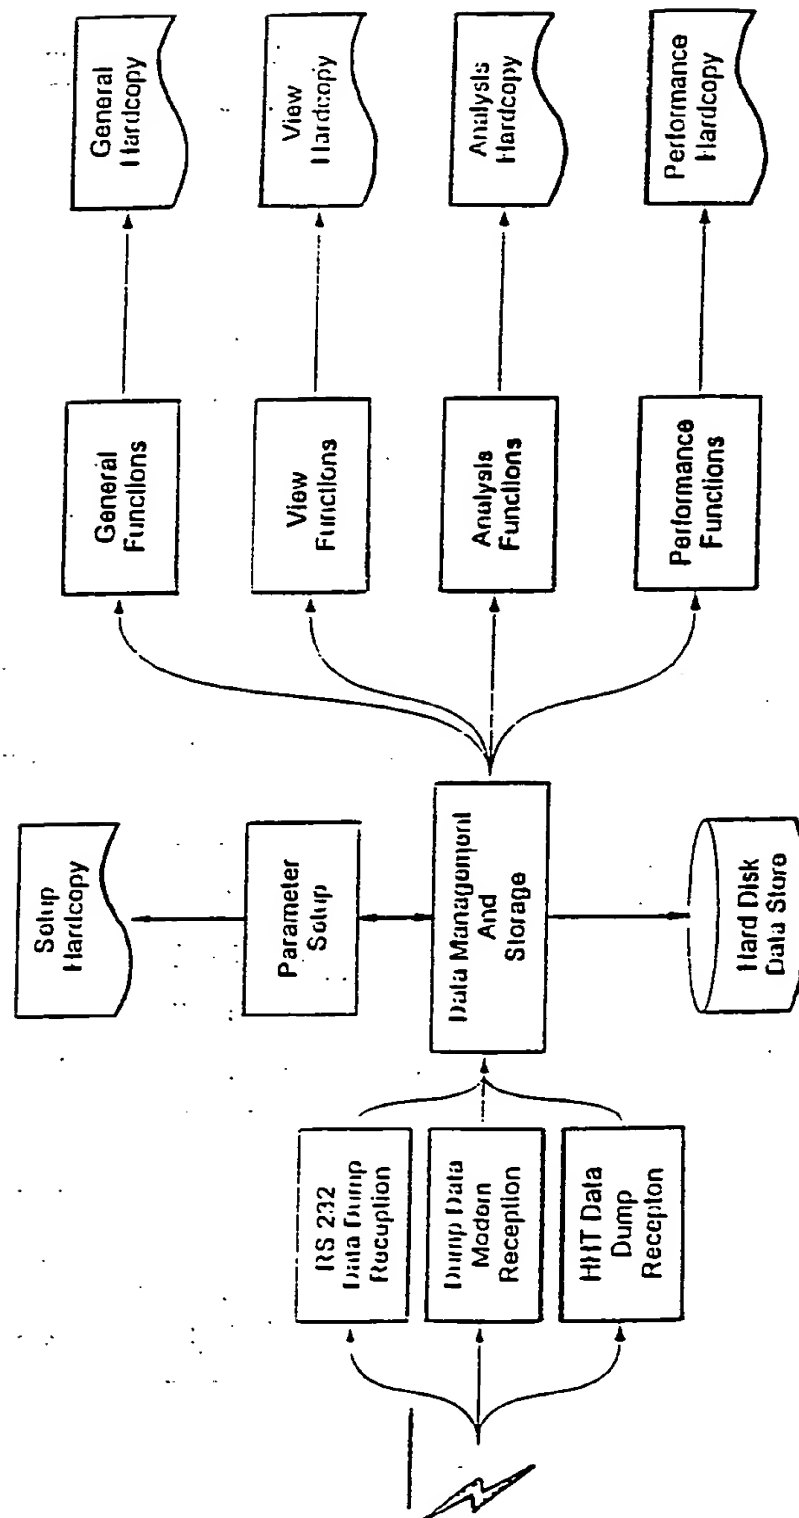 General
Hardcopy
View
Hardcopy
Analysis
Hardcopy
Performance
Hardcopy
General
Functions
View
Functions
Analysis
Functions
Performance
Functions
Setup
Hardcopy
Parameter
Setup
Data Management
And
Storage
Hard Disk
Data Store
RS 232
Data Dump
Reception
Dump Data
Modem
Reception
HHT Data
Dump
Recepton